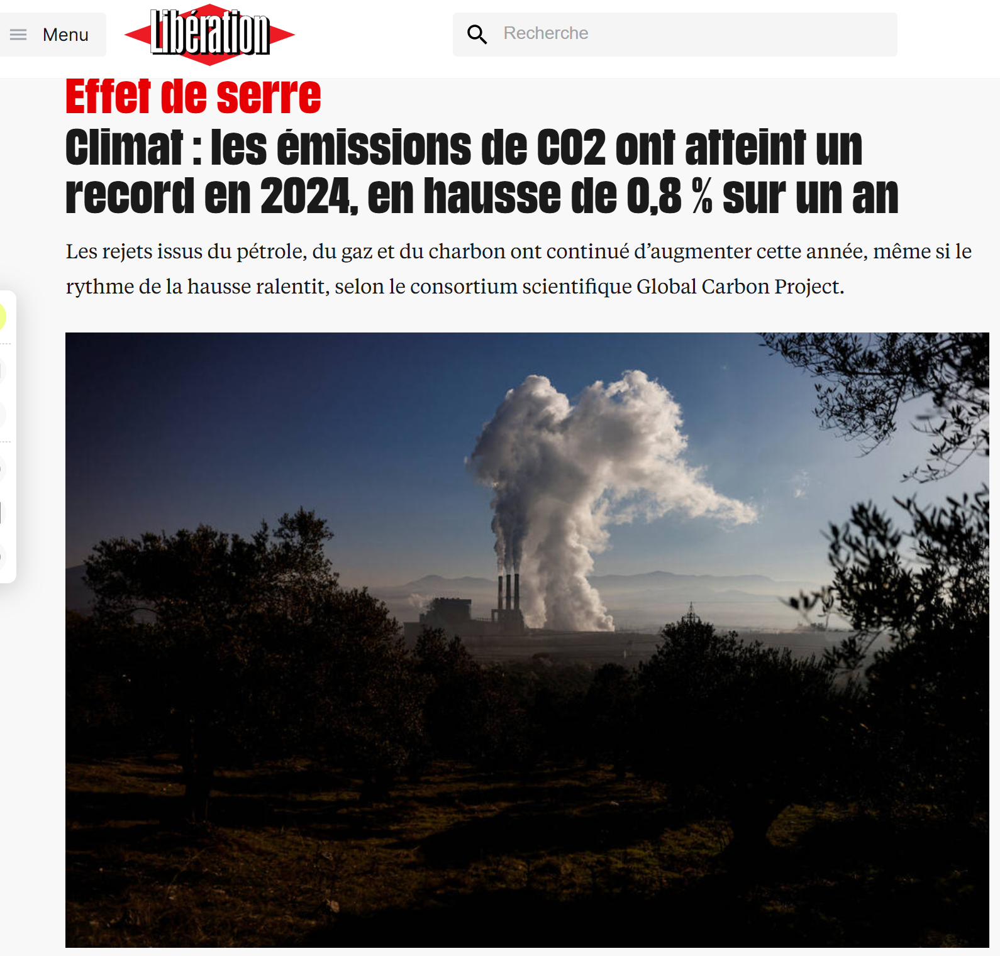 Menu
Libération
Recherche
Effet de serre
Climat : les émissions de CO2 ont atteint un
record en 2024, en hausse de 0,8 % sur un an
Les rejets issus du pétrole, du gaz et du charbon ont continué d’augmenter cette année, même si le
rythme de la hausse ralentit, selon le consortium scientifique Global Carbon Project.